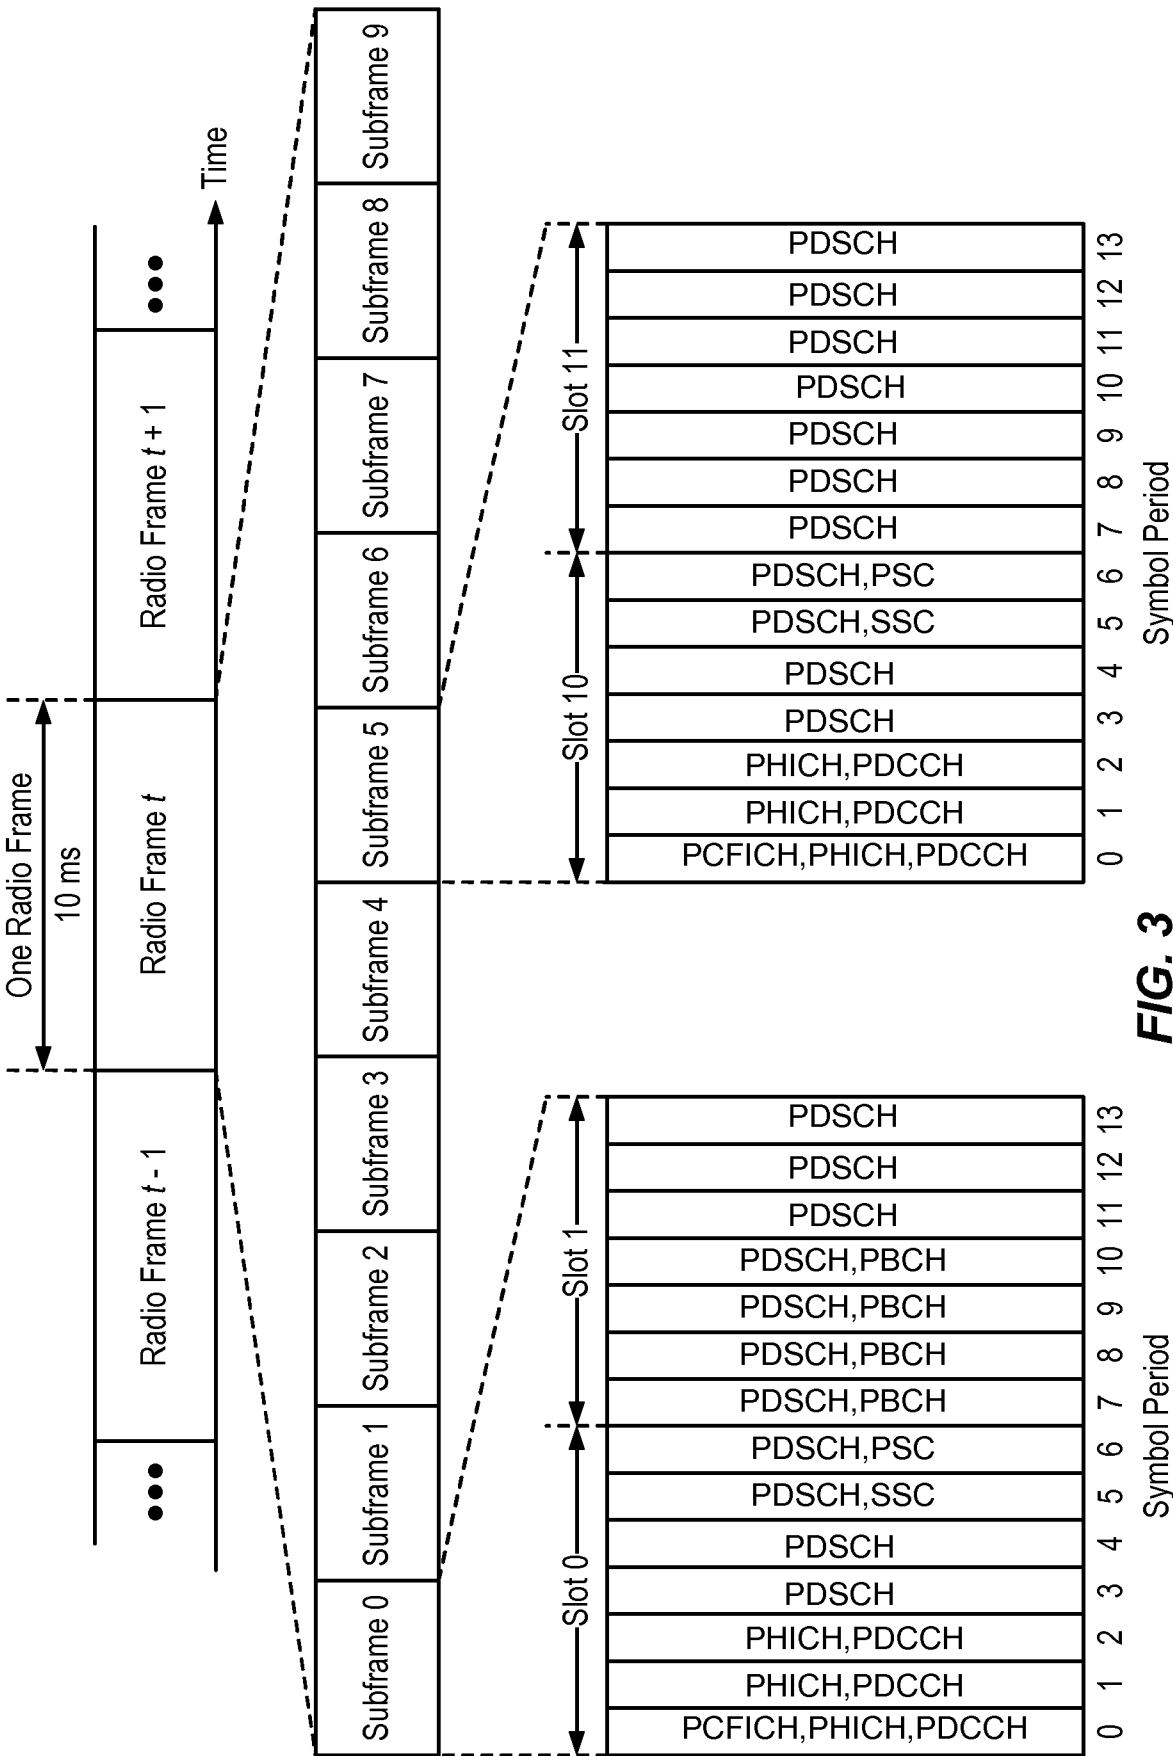 One Radio Frame
10 ms
Radio Frame t - 1
Radio Frame t
Radio Frame t + 1
Time
Subframe 0
Subframe 1
Subframe 2
Subframe 3
Subframe 4
Subframe 5
Subframe 6
Subframe 7
Subframe 8
Subframe 9
Slot 0
Slot 1
PCFICH,PHICH,PDCCH
PHICH,PDCCH
PHICH,PDCCH
PDSCH
PDSCH
PDSCH,SSC
PDSCH,PSC
PDSCH,PBCH
PDSCH,PBCH
PDSCH,PBCH
PDSCH,PBCH
PDSCH
PDSCH
PDSCH
0 1 2 3 4 5 6 7 8 9 10 11 12 13
Symbol Period
Slot 10
Slot 11
PCFICH,PHICH,PDCCH
PHICH,PDCCH
PHICH,PDCCH
PDSCH
PDSCH
PDSCH,SSC
PDSCH,PSC
PDSCH
PDSCH
PDSCH
PDSCH
PDSCH
PDSCH
PDSCH
0 1 2 3 4 5 6 7 8 9 10 11 12 13
Symbol Period
FIG. 3